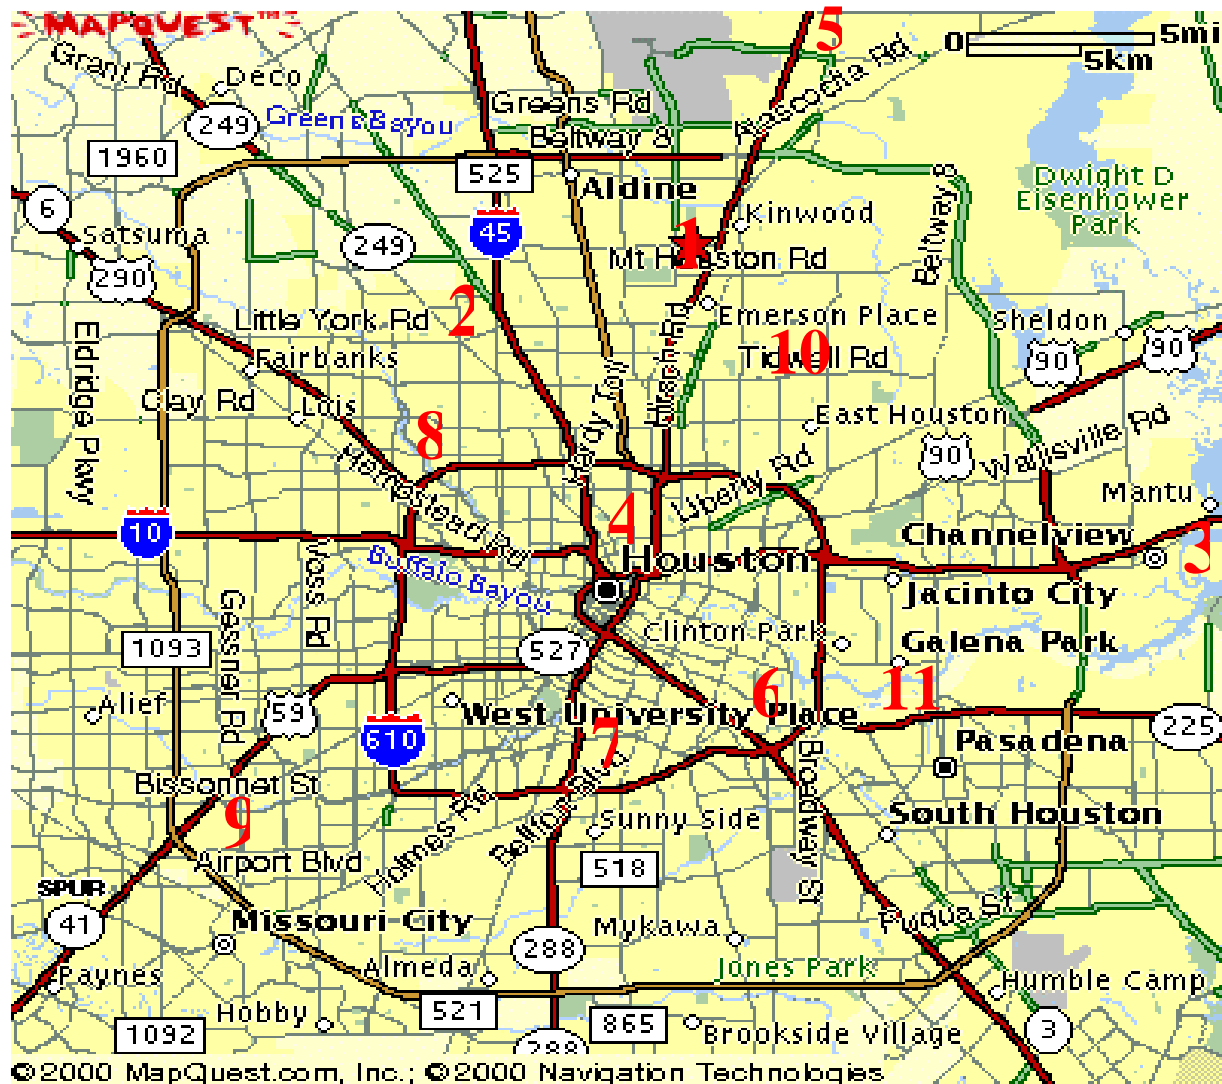 MAPQUEST™
5
0 5mi
5km
Grant Rd
Deco
Mascocita Rd
249
Greens Rd
Green's Bayou
Beltway 8
1960
525
Aldine
Dwight D
Eisenhower
Park
Beltway 8
6
Kinwood
Satsuma
249
45
1
Mt Houston Rd
290
2
Emerson Place
Little York Rd
Sheldon
Eldridge Pkwy
Fairbanks
10
Tidwell Rd
90
90
Clay Rd
Lois
Hardy Toll
Hirsch Rd
East Houston
8
Wallisville Rd
90
Hempstead Rd
Liberty Rd
Mantu
4
10
Channelview
3
Moss Rd
Buffalo Bayou
Houston
Jacinto City
Gessner Rd
1093
527
Clinton Park
Galena Park
59
Alief
6
11
West University Place
610
7
225
Pasadena
Bissonnet St
Broadway St
9
Holmes Rd
Bellfort Blvd
Sunny Side
South Houston
Airport Blvd
518
SPUR
41
Missouri City
Fuqua St
Mykawa
288
Almeda
Jones Park
Paynes
Humble Camp
521
Hobby
865
1092
Brookside Village
3
288
©2000 MapQuest.com, Inc.; ©2000 Navigation Technologies